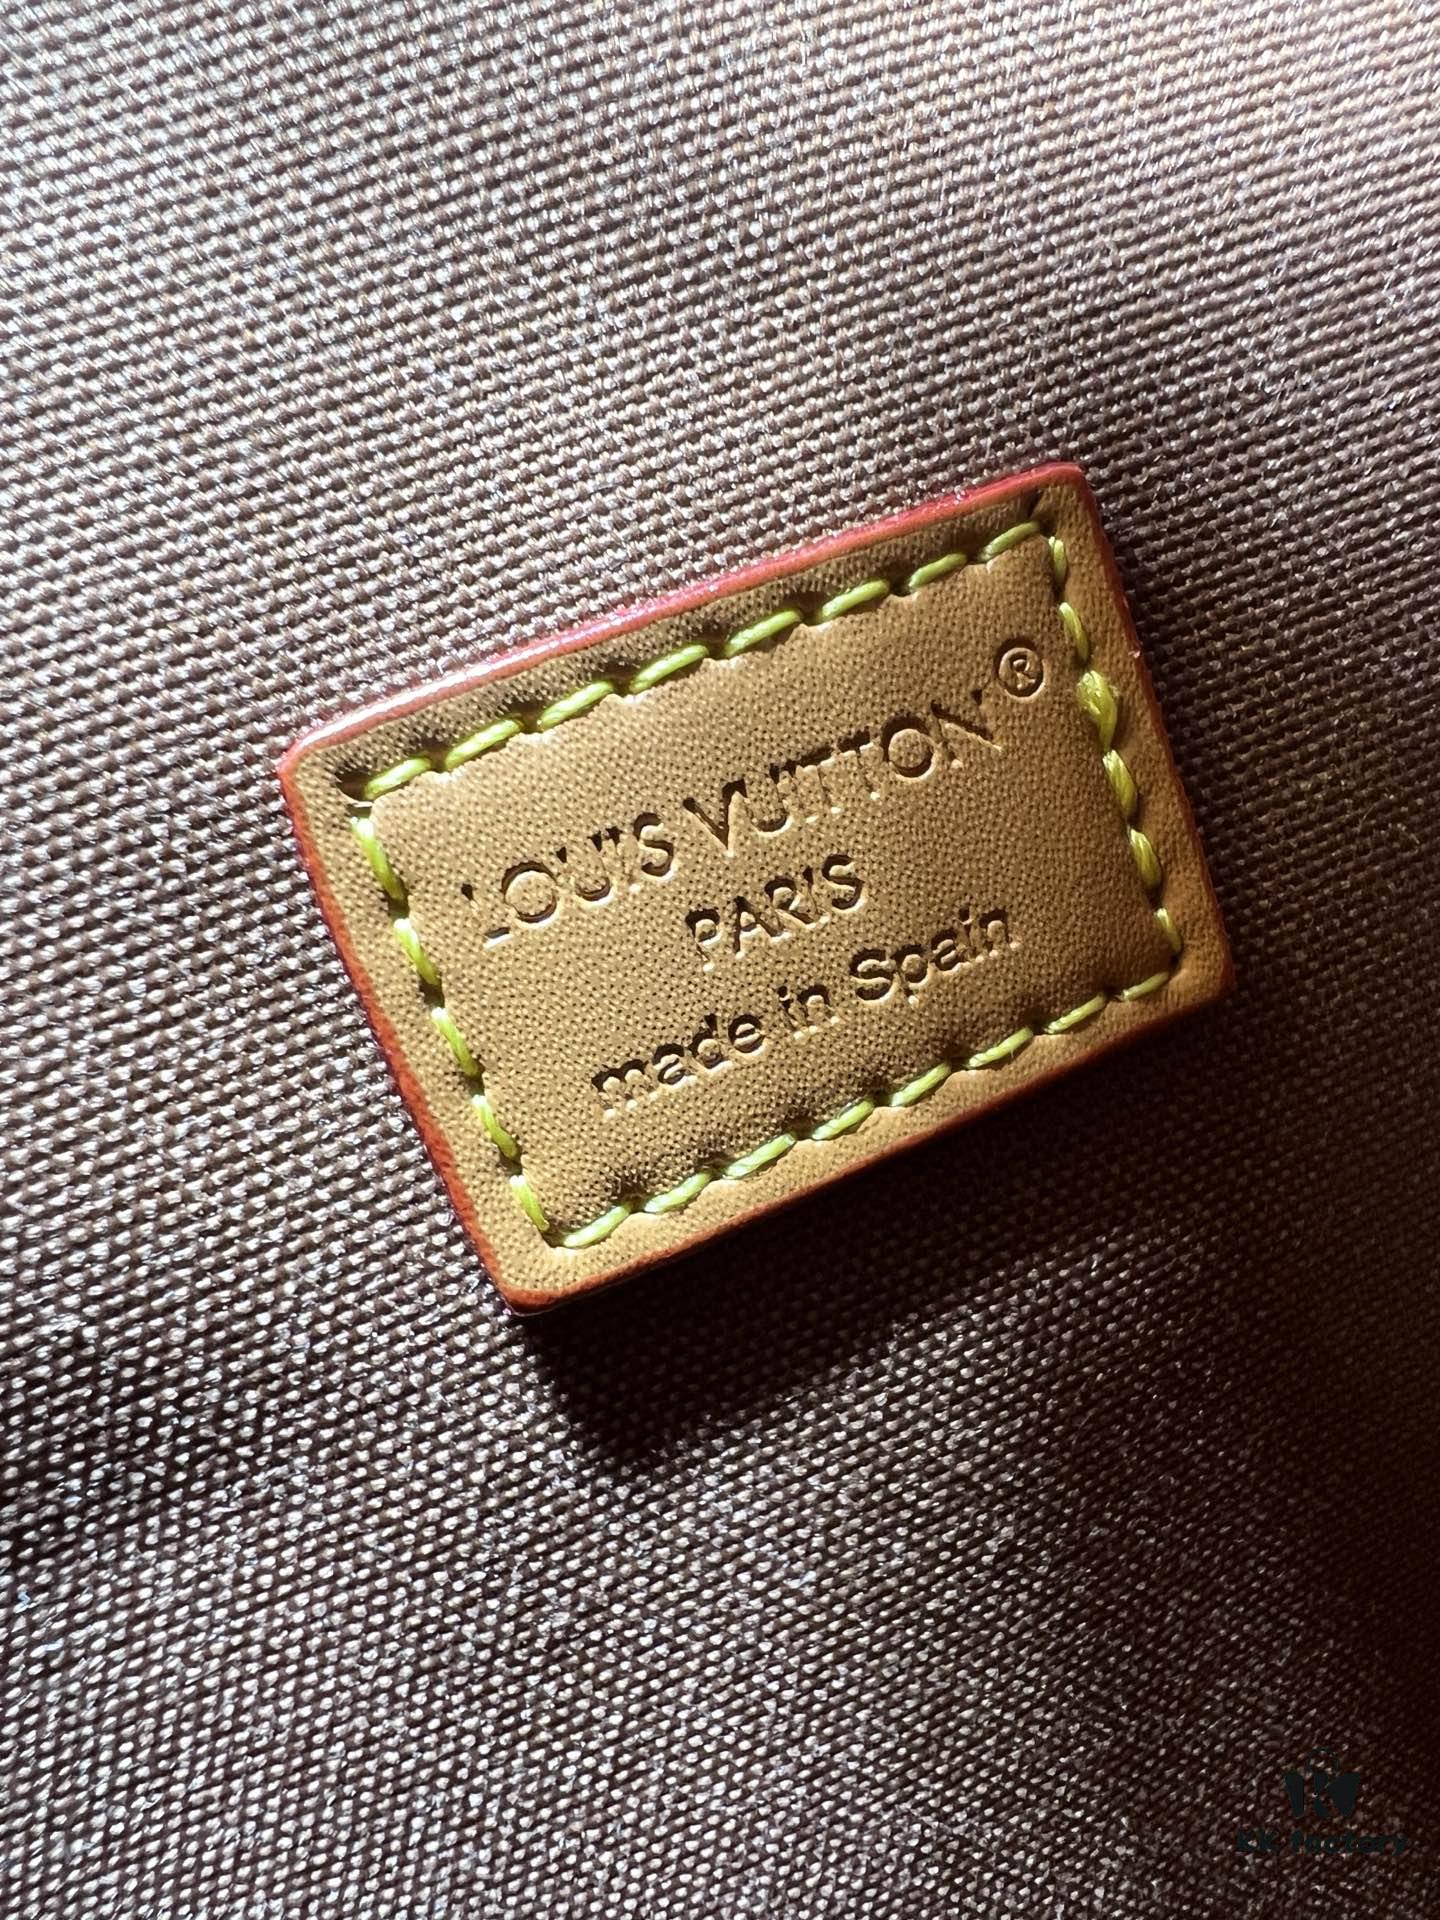 LOUIS VUITTON®
PARIS
made in Spain
KK factory